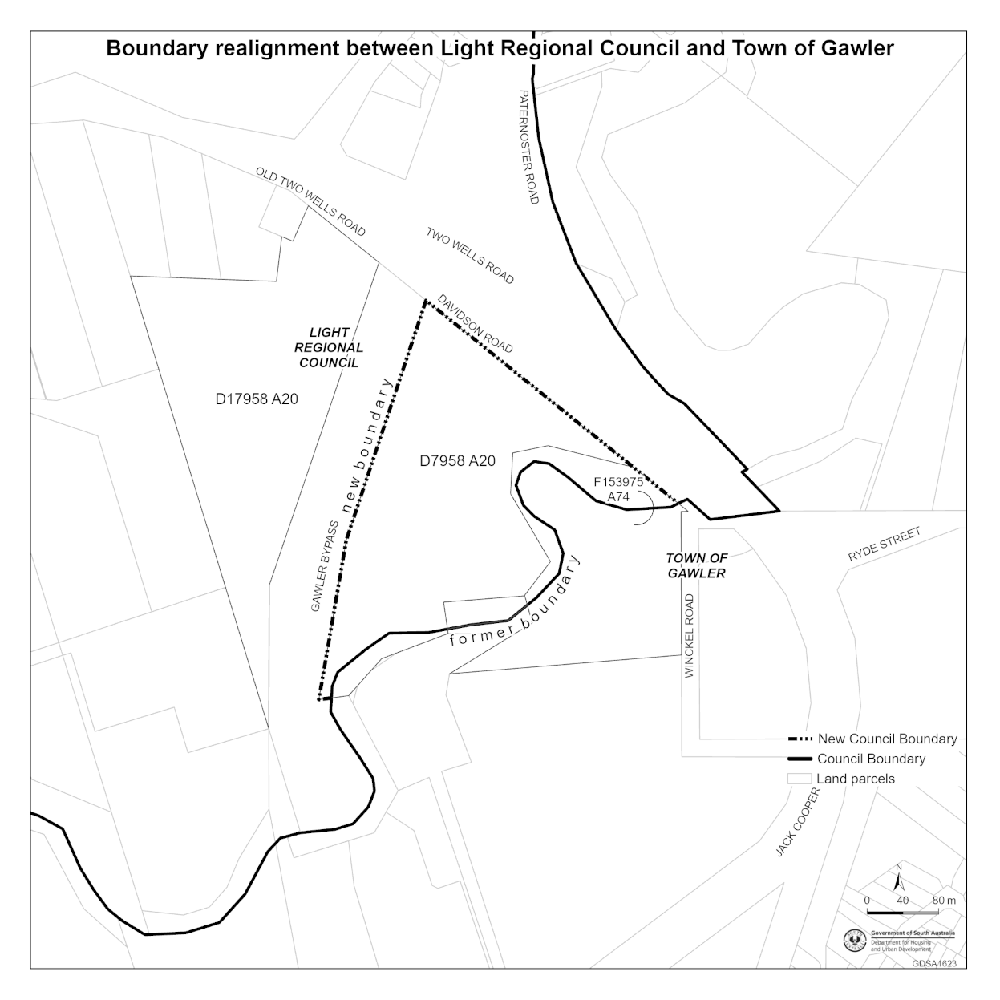 Boundary realignment between Light Regional Council and Town of Gawler
PATERNOSTER ROAD
OLD TWO WELLS ROAD
TWO WELLS ROAD
DAVIDSON ROAD
LIGHT
REGIONAL
COUNCIL
D17958 A20
new boundary
D7958 A20
F153975
A74
GAWLER BYPASS
TOWN OF
GAWLER
RYDE STREET
former boundary
WINCKEL ROAD
New Council Boundary
Council Boundary
Land parcels
JACK COOPER
N
0 40 80 m
Government of South Australia
Department for Housing
and Urban Development
GDSA1623